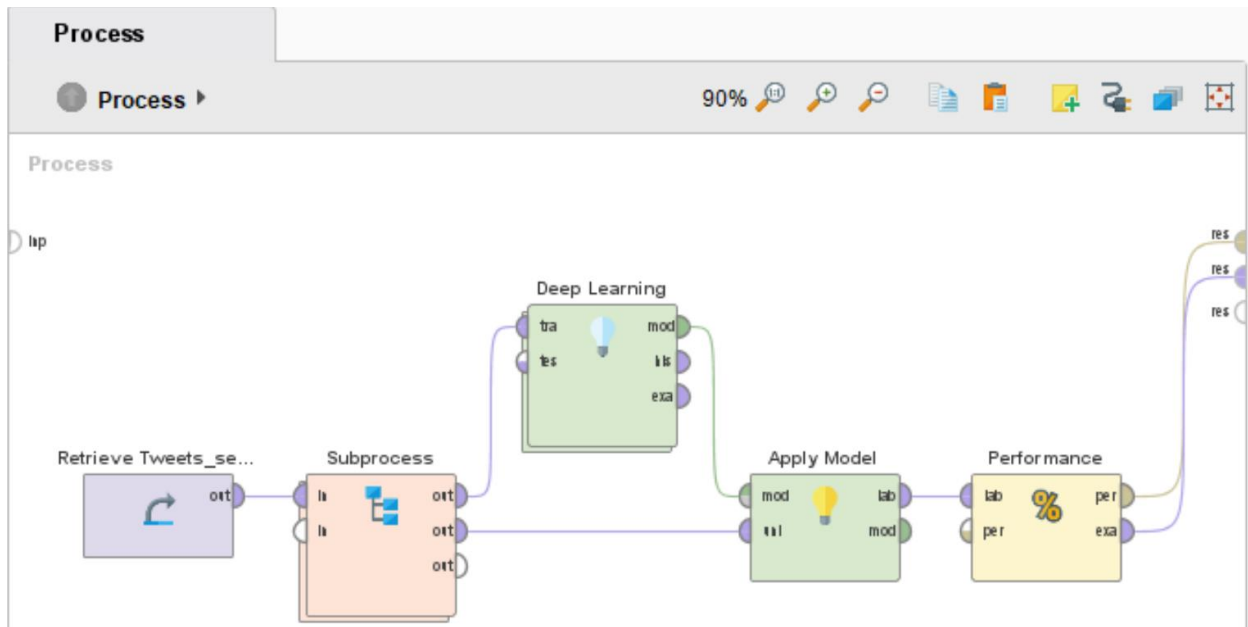 Process
Process
90%
Process
inp
res
res
res
Deep Learning
tra
mod
tes
his
exa
Retrieve Tweets_se...
out
Subprocess
in
out
in
out
out
Apply Model
mod
lab
unl
mod
Performance
lab
per
%
per
exa